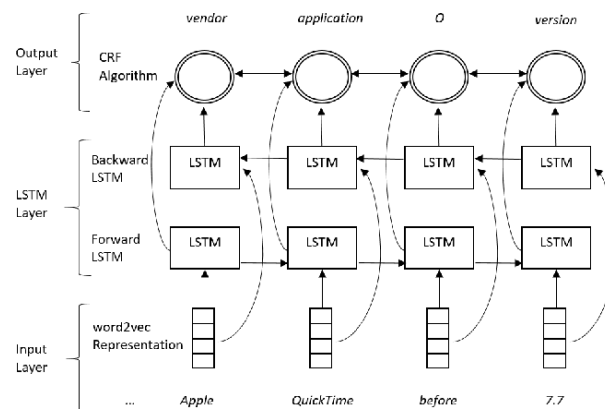 vendor application O version
Output
Layer
CRF
Algorithm
Backward
LSTM
LSTM LSTM LSTM LSTM
LSTM
Layer
Forward
LSTM
LSTM LSTM LSTM LSTM
word2vec
Representation
Input
Layer
... Apple QuickTime before 7.7